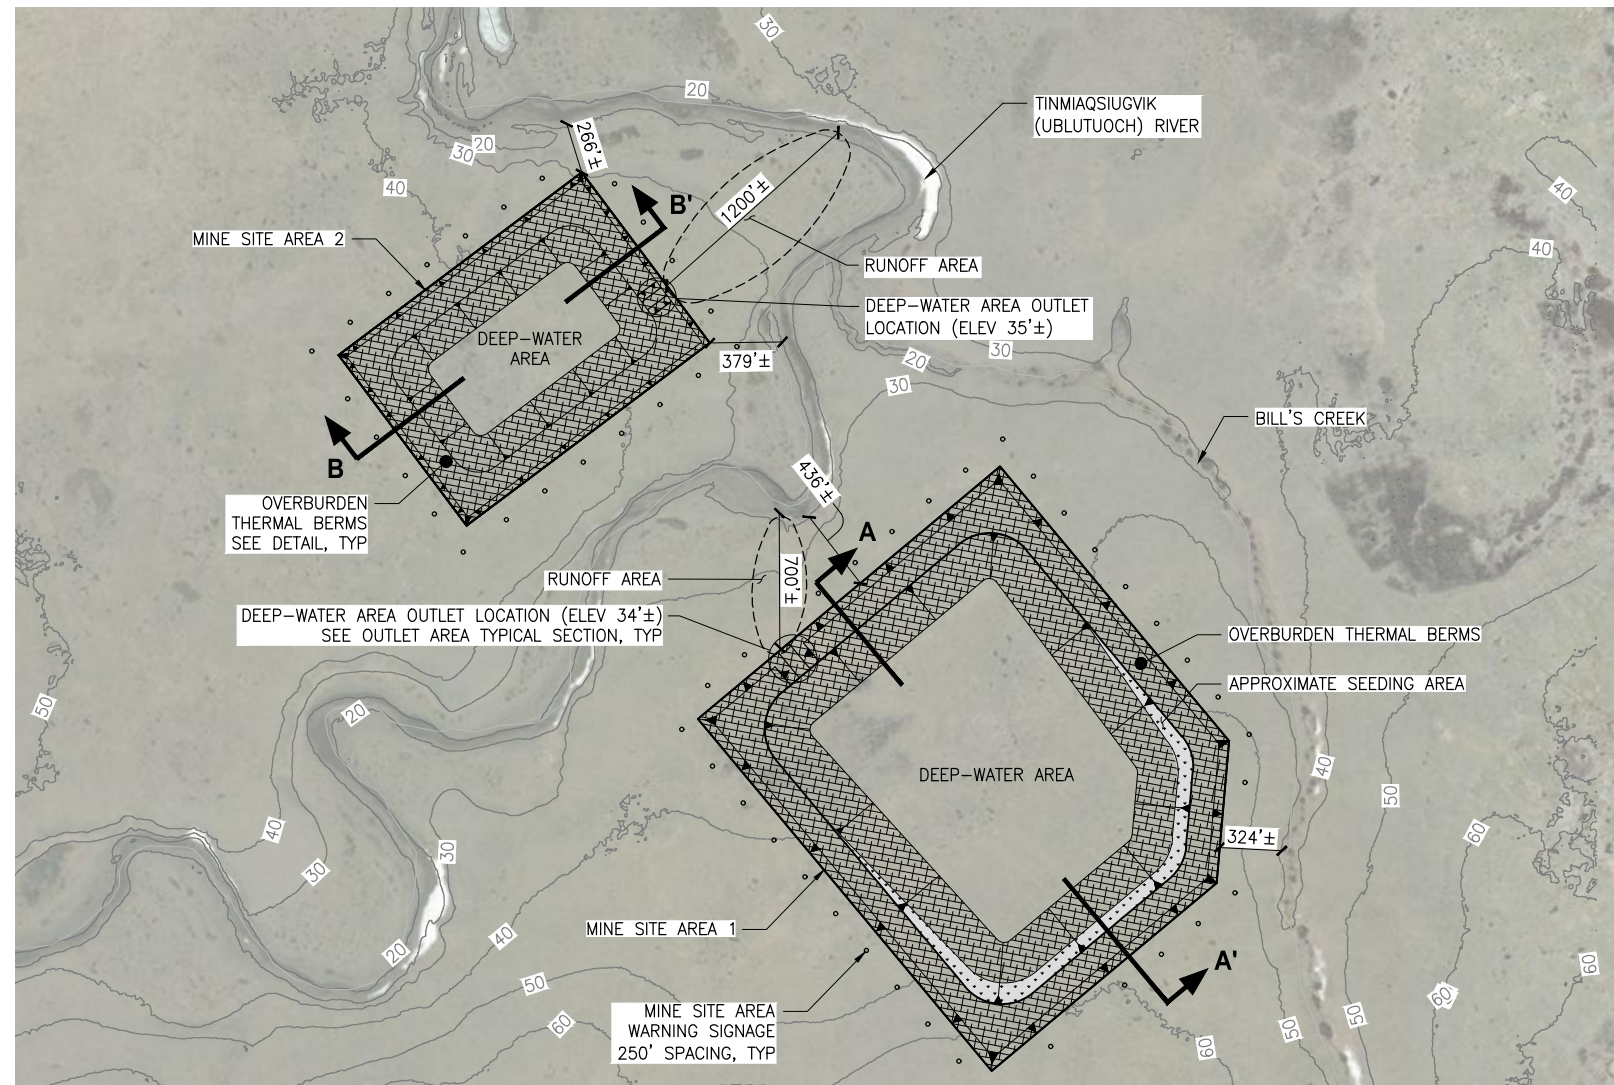 30
20
TINMIAQSIUGVIK
(UBLUTUOCH) RIVER
266'±
20
30
40
40
1200'±
B'
MINE SITE AREA 2
40
RUNOFF AREA
DEEP-WATER AREA OUTLET
LOCATION (ELEV 35'±)
DEEP-WATER
AREA
379'±
20
30
30
BILL'S CREEK
B
436'±
OVERBURDEN
THERMAL BERMS
SEE DETAIL, TYP
A
RUNOFF AREA
700'±
DEEP-WATER AREA OUTLET LOCATION (ELEV 34'±)
SEE OUTLET AREA TYPICAL SECTION, TYP
OVERBURDEN THERMAL BERMS
APPROXIMATE SEEDING AREA
50
20
DEEP-WATER AREA
40
50
40
60
324'±
30
30
MINE SITE AREA 1
40
20
A'
60
50
60
MINE SITE AREA
WARNING SIGNAGE
250' SPACING, TYP
60
50
50
60